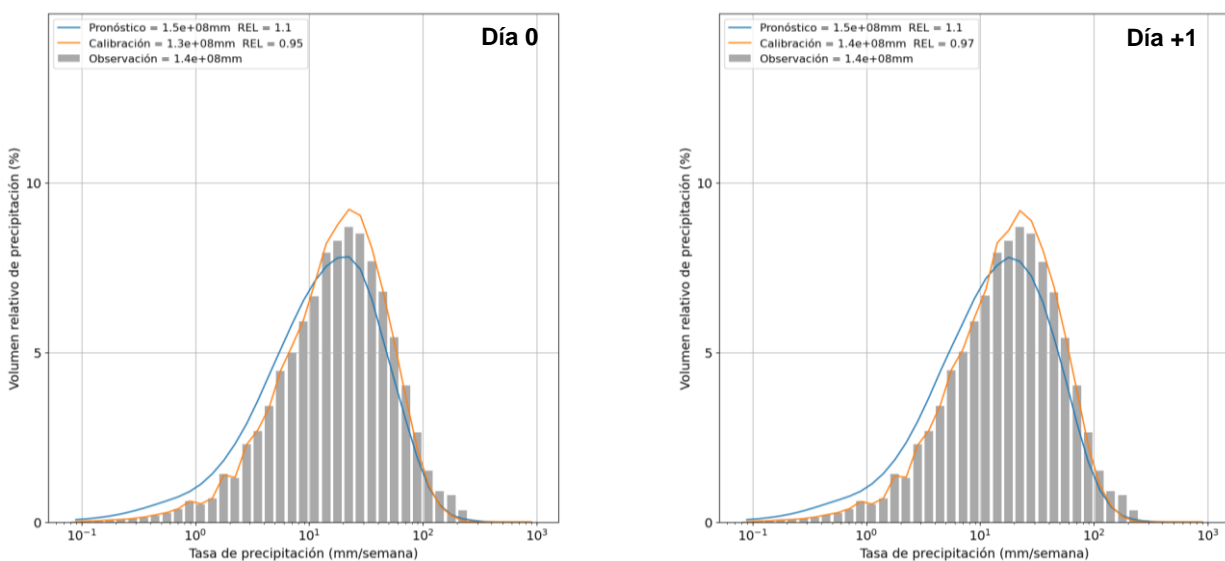 Pronóstico = 1.5e+08mm REL = 1.1
Calibración = 1.3e+08mm REL = 0.95
Observación = 1.4e+08mm
Día 0
Volumen relativo de precipitación (%)
10
5
0
10⁻¹ 10⁰ 10¹ 10² 10³
Tasa de precipitación (mm/semana)
Pronóstico = 1.5e+08mm REL = 1.1
Calibración = 1.4e+08mm REL = 0.97
Observación = 1.4e+08mm
Día +1
Volumen relativo de precipitación (%)
10
5
0
10⁻¹ 10⁰ 10¹ 10² 10³
Tasa de precipitación (mm/semana)